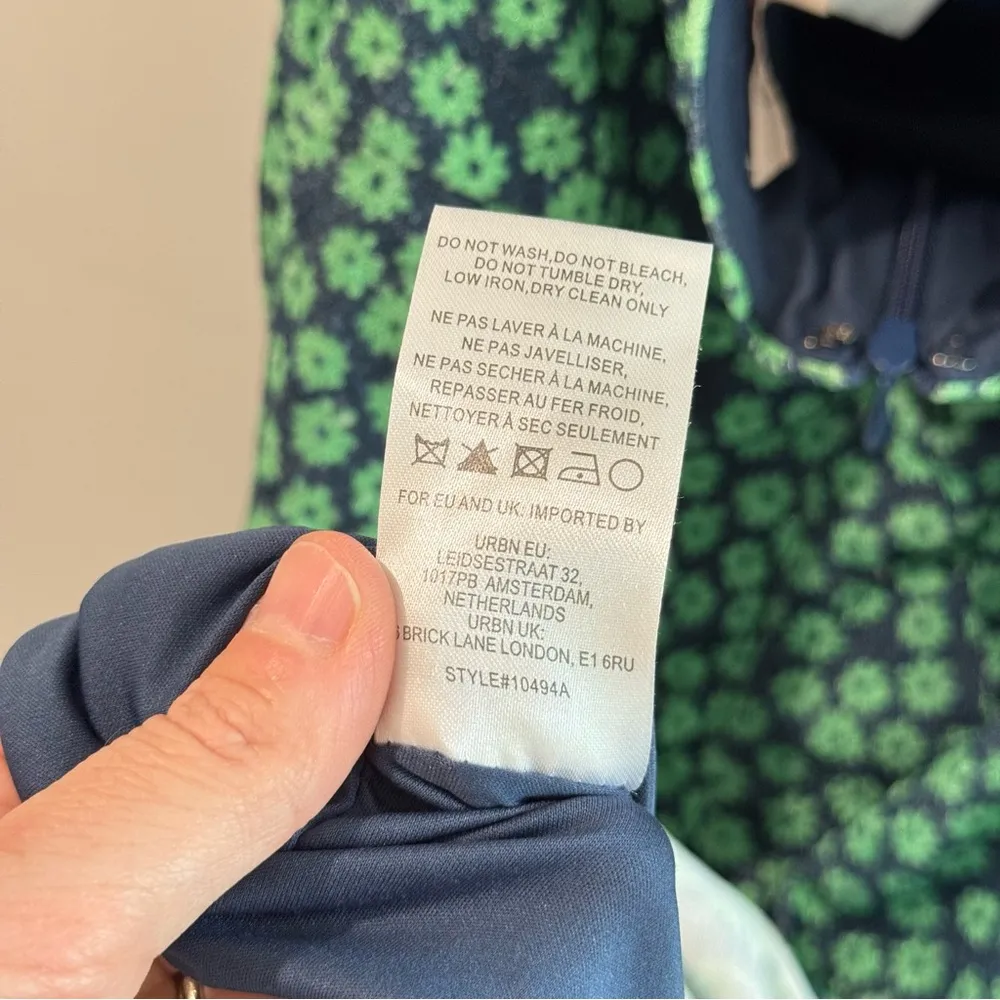 DO NOT WASH,DO NOT BLEACH,
DO NOT TUMBLE DRY,
LOW IRON,DRY CLEAN ONLY
NE PAS LAVER À LA MACHINE,
NE PAS JAVELLISER,
NE PAS SECHER À LA MACHINE,
REPASSER AU FER FROID,
NETTOYER À SEC SEULEMENT
FOR EU AND UK: IMPORTED BY
URBN EU:
LEIDSESTRAAT 32,
1017PB AMSTERDAM,
NETHERLANDS
URBN UK:
BRICK LANE LONDON, E1 6RU
STYLE#10494A